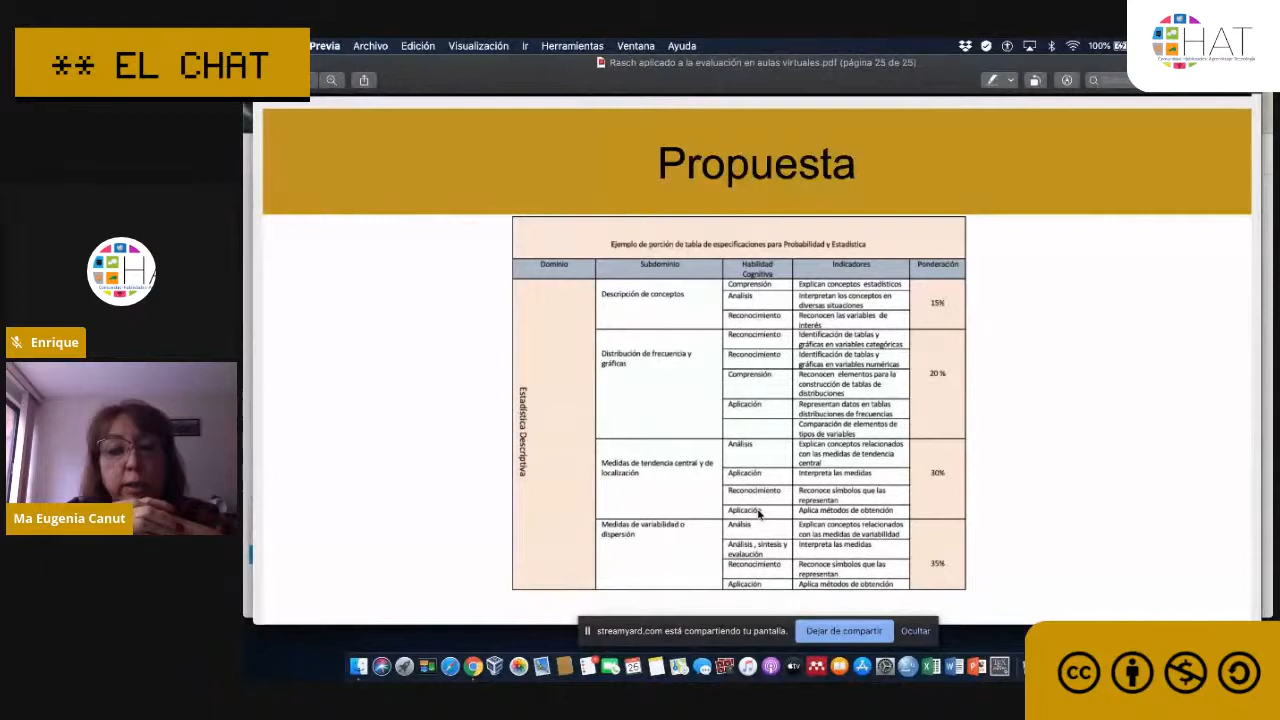 ** EL CHAT
Previa Archivo Edición Visualización Ir Herramientas Ventana Ayuda
100%
HAT
Rasch aplicado a la evaluación en aulas virtuales.pdf (página 25 de 25)
Propuesta
Ejemplo de porción de tabla de especificaciones para Probabilidad y Estadística
Dominio
Subdominio
Habilidad
Cognitiva
Indicadores
Ponderación
Estadística Descriptiva
Descripción de conceptos
Comprensión
Explican conceptos estadísticos
Analisis
Interpretan los conceptos en
diversas situaciones
Reconocimiento
Reconocen las variables de
interés
15%
Distribución de frecuencia y
gráficas
Reconocimiento
Identificación de tablas y
gráficas en variables categóricas
Reconocimiento
Identificación de tablas y
gráficas en variables numéricas
Comprensión
Reconocen elementos para la
construcción de tablas de
distribuciones
Aplicación
Representan datos en tablas
distribuciones de frecuencias
Comparación de elementos de
tipos de variables
20 %
Medidas de tendencia central y de
localización
Análisis
Explican conceptos relacionados
con las medidas de tendencia
central
Aplicación
Interpreta las medidas
Reconocimiento
Reconoce símbolos que las
representan
Aplicación
Aplica métodos de obtención
30%
Medidas de variabilidad o
dispersión
Análsis
Explican conceptos relacionados
con las medidas de variabilidad
Análisis , síntesis y
evalaución
Interpreta las medidas
Reconocimiento
Reconoce símbolos que las
representan
Aplicación
Aplica métodos de obtención
35%
HA
Enrique
Ma Eugenia Canut
streamyard.com está compartiendo tu pantalla.
Dejar de compartir
Ocultar
cc